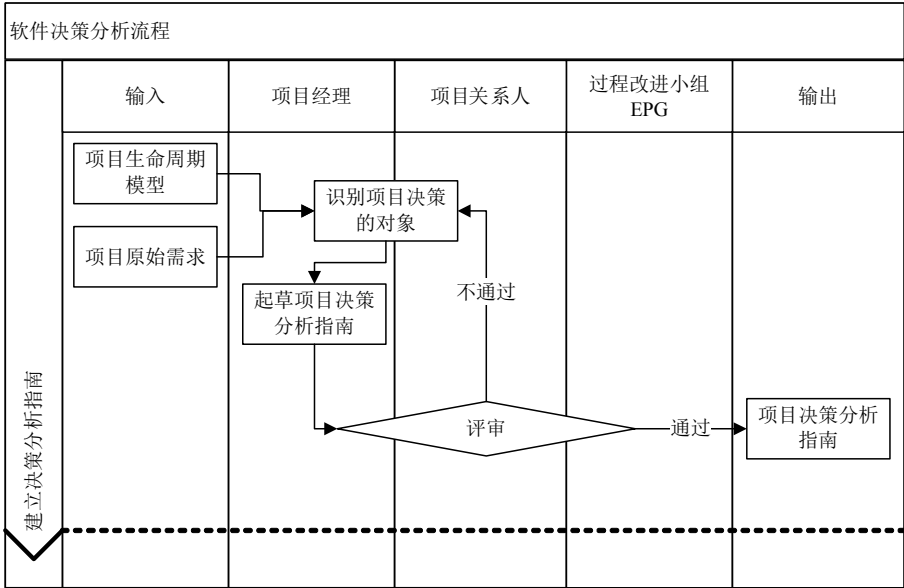 软件决策分析流程
输入
项目经理
项目关系人
过程改进小组
EPG
输出
项目生命周期
模型
识别项目决策
的对象
项目原始需求
起草项目决策
分析指南
不通过
评审
通过
项目决策分析
指南
建立决策分析指南